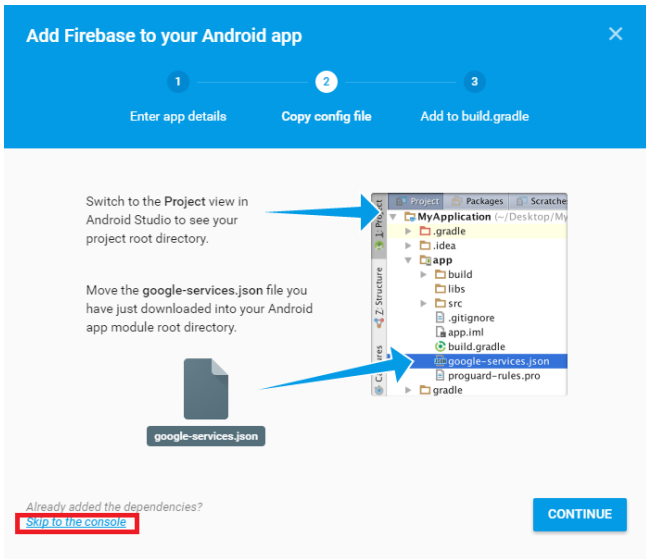 Add Firebase to your Android app
1
2
3
Enter app details
Copy config file
Add to build.gradle
Switch to the Project view in
Android Studio to see your
project root directory.
Move the google-services.json file you
have just downloaded into your Android
app module root directory.
google-services.json
Project
Packages
Scratche
1: Project
Z: Structure
MyApplication (~/Desktop/My
.gradle
.idea
app
build
libs
src
.gitignore
app.iml
build.gradle
google-services.json
proguard-rules.pro
gradle
Already added the dependencies?
Skip to the console
CONTINUE